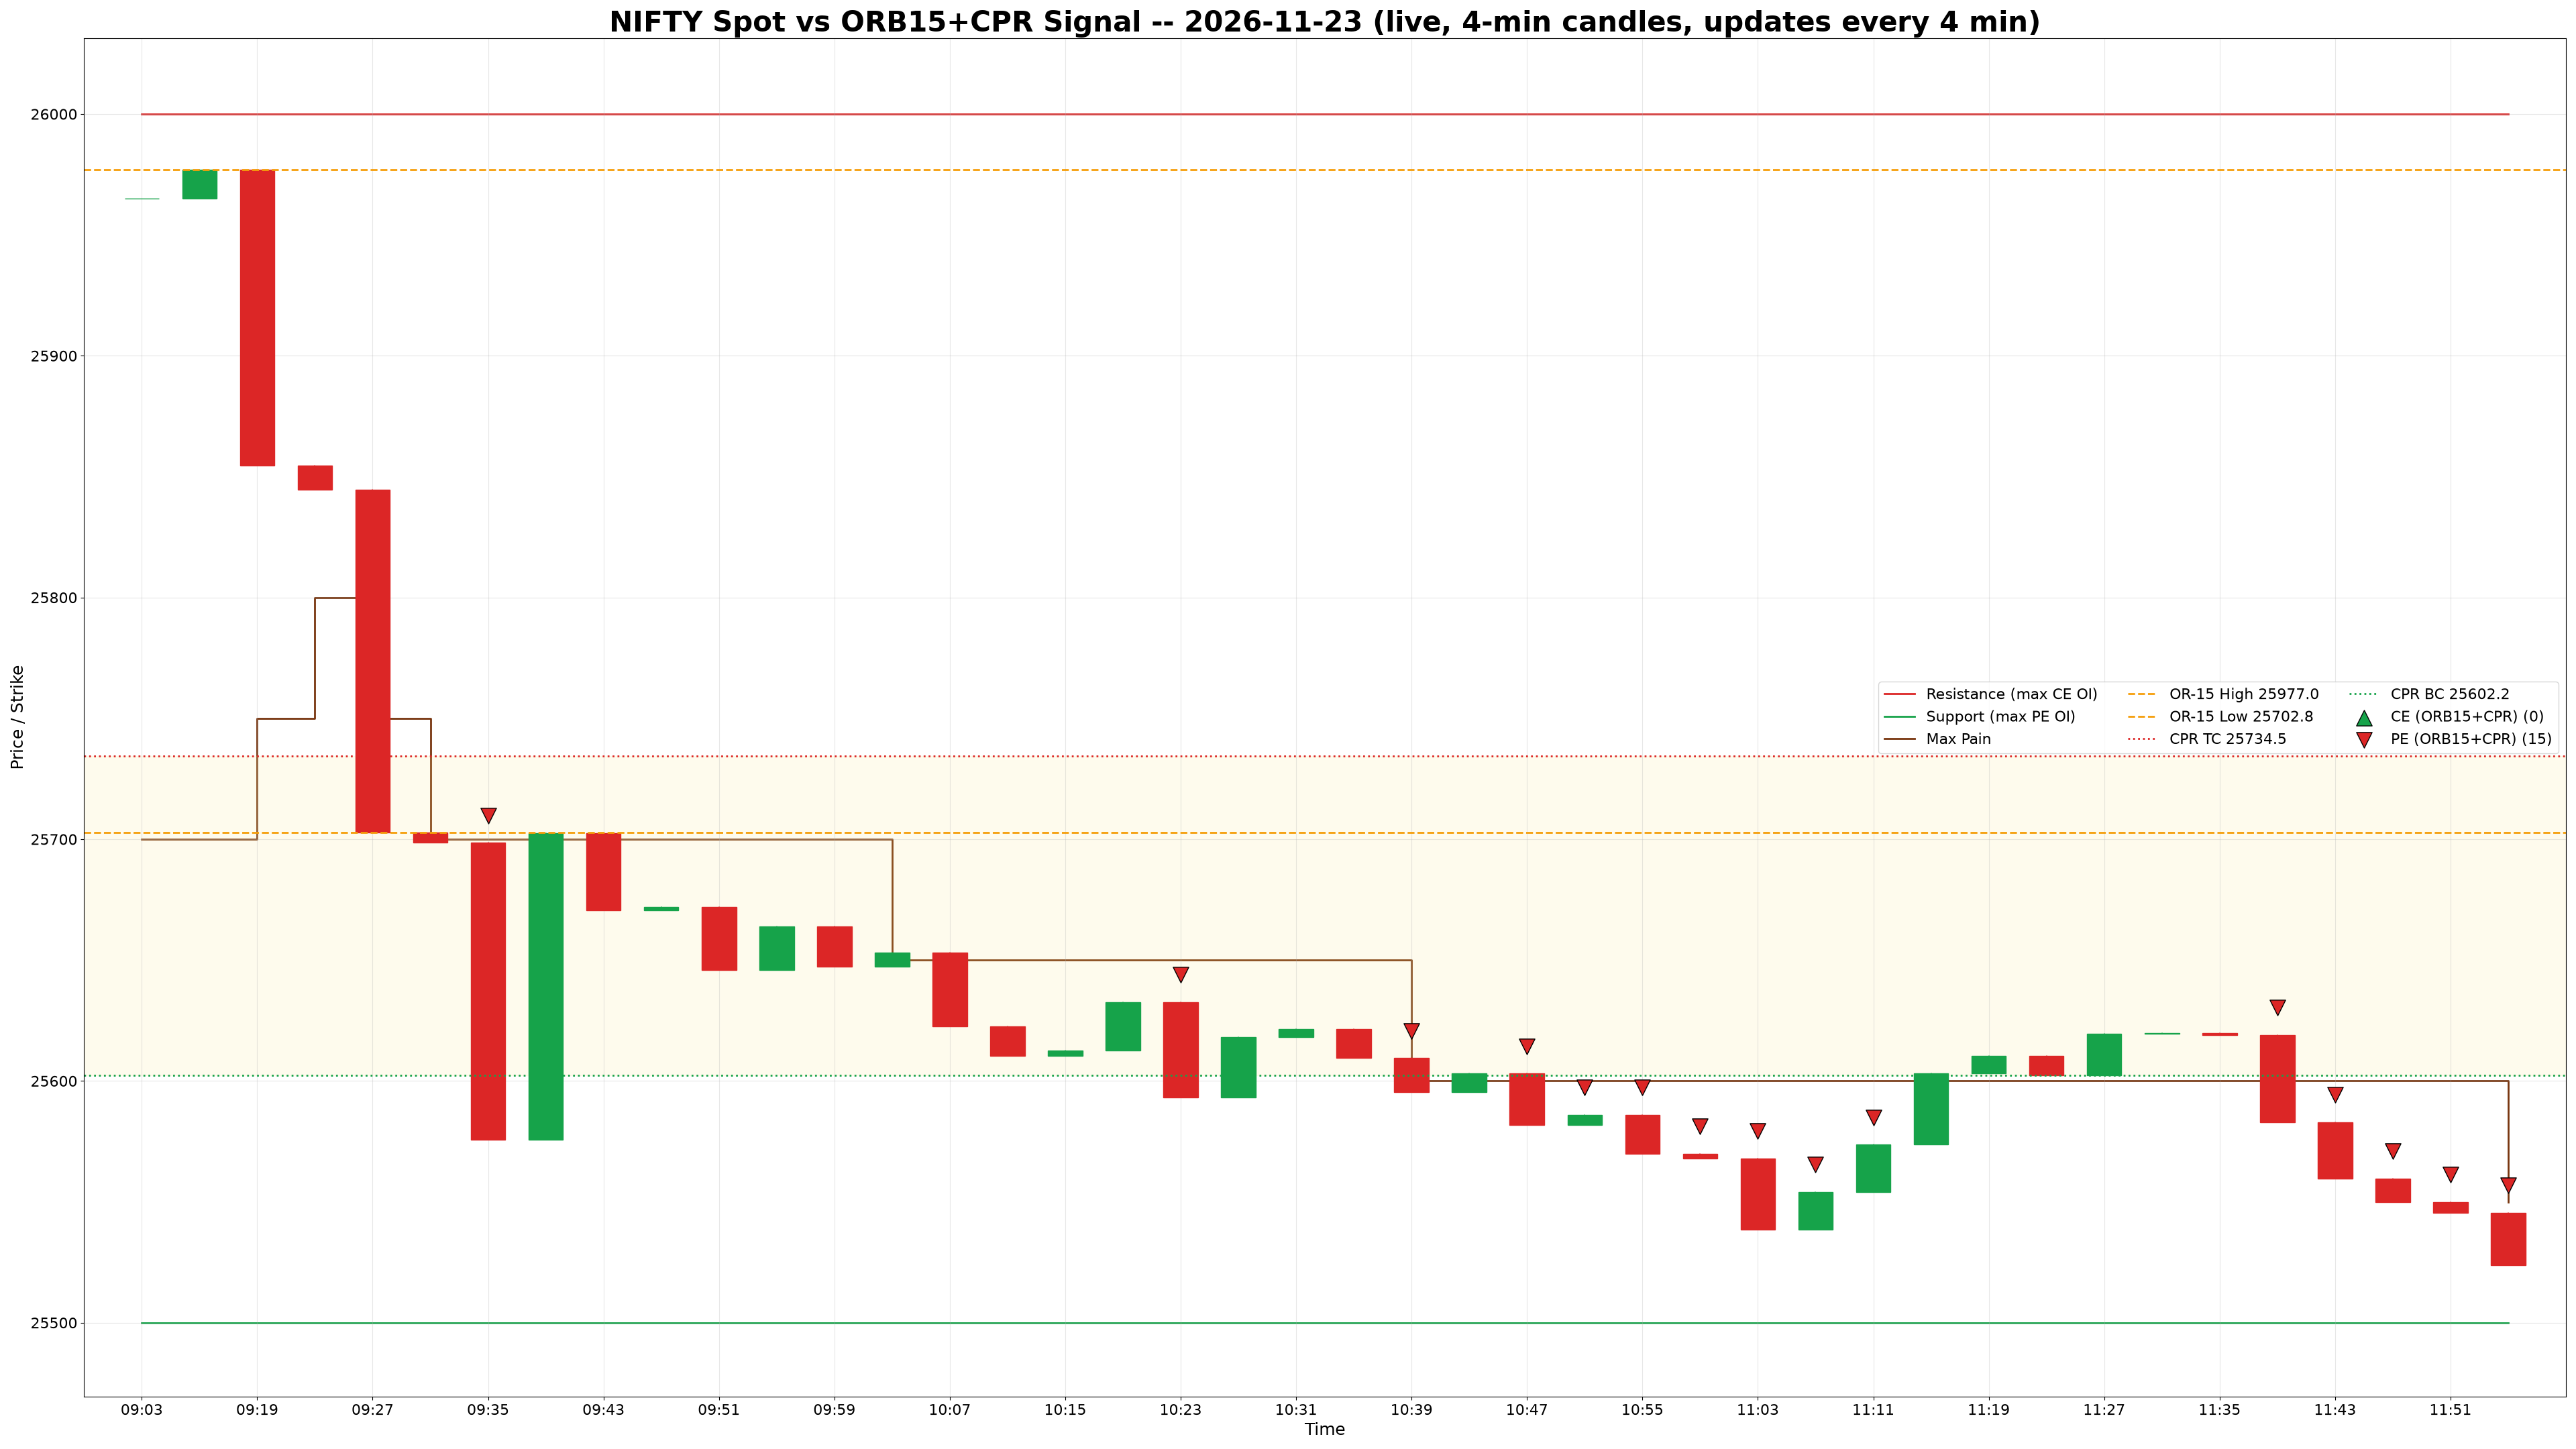 NIFTY Spot vs ORB15+CPR Signal -- 2026-11-23 (live, 4-min candles, updates every 4 min)
Price / Strike
26000
25900
25800
25700
25600
25500
Resistance (max CE OI)
Support (max PE OI)
Max Pain
OR-15 High 25977.0
OR-15 Low 25702.8
CPR TC 25734.5
CPR BC 25602.2
CE (ORB15+CPR) (0)
PE (ORB15+CPR) (15)
09:03 09:19 09:27 09:35 09:43 09:51 09:59 10:07 10:15 10:23 10:31 10:39 10:47 10:55 11:03 11:11 11:19 11:27 11:35 11:43 11:51
Time